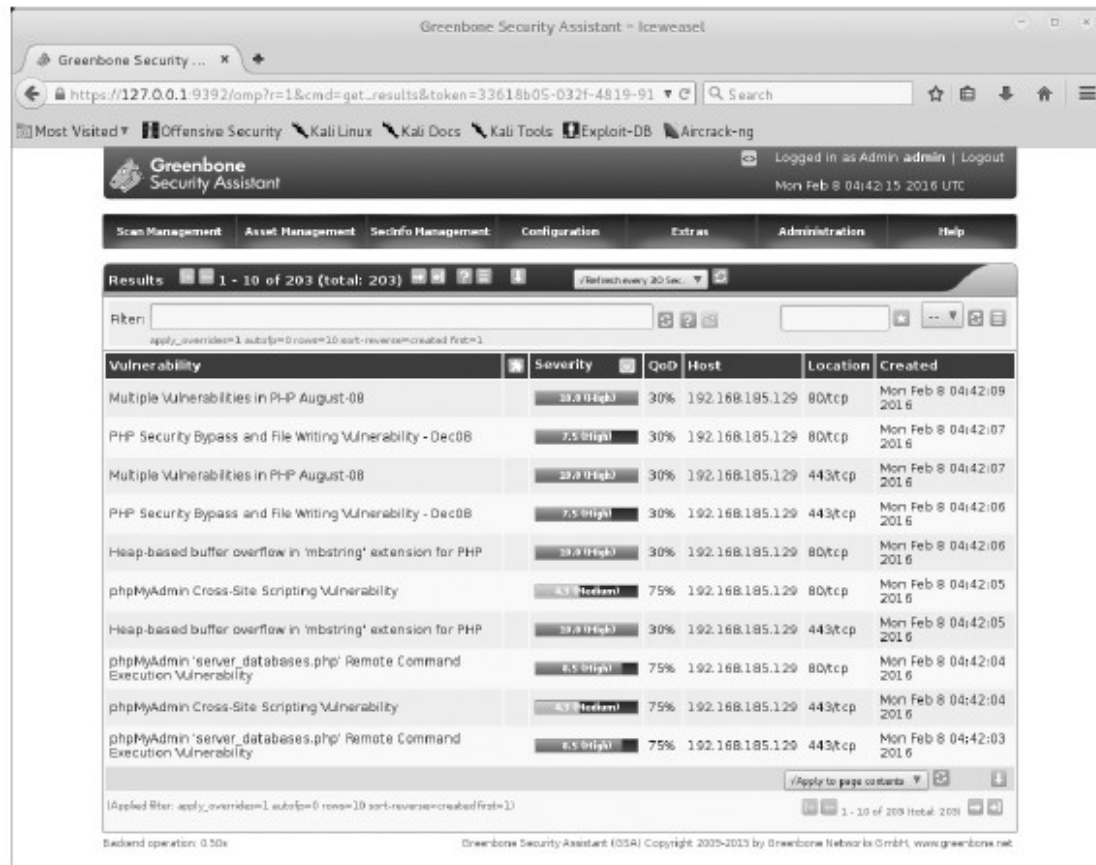 Greenbone Security Assistant - Iceweasel
Greenbone Security ...
https://127.0.0.1:9392/omp?r=1&cmd=get_results&token=33618b05-032f-4819-91
Search
Most Visited Offensive Security Kali Linux Kali Docs Kali Tools Exploit-DB Aircrack-ng
Greenbone
Security Assistant
Logged in as Admin admin | Logout
Mon Feb 8 04:42:15 2016 UTC
Scan Management Asset Management SecInfo Management Configuration Extras Administration Help
Results 1 - 10 of 203 (total: 203) √Refresh every 30 Sec.
Filter: --
apply_overrides=1 autofp=0 rows=10 sort-reverse=created first=1
Vulnerability Severity QoD Host Location Created
Multiple Vulnerabilities in PHP August-08 10.0 (High) 30% 192.168.185.129 80/tcp Mon Feb 8 04:42:09 2016
PHP Security Bypass and File Writing Vulnerability - Dec08 7.5 (High) 30% 192.168.185.129 80/tcp Mon Feb 8 04:42:07 2016
Multiple Vulnerabilities in PHP August-08 10.0 (High) 30% 192.168.185.129 443/tcp Mon Feb 8 04:42:07 2016
PHP Security Bypass and File Writing Vulnerability - Dec08 7.5 (High) 30% 192.168.185.129 443/tcp Mon Feb 8 04:42:06 2016
Heap-based buffer overflow in 'mbstring' extension for PHP 10.0 (High) 30% 192.168.185.129 80/tcp Mon Feb 8 04:42:06 2016
phpMyAdmin Cross-Site Scripting Vulnerability 4.3 (Medium) 75% 192.168.185.129 80/tcp Mon Feb 8 04:42:05 2016
Heap-based buffer overflow in 'mbstring' extension for PHP 10.0 (High) 30% 192.168.185.129 443/tcp Mon Feb 8 04:42:05 2016
phpMyAdmin 'server_databases.php' Remote Command Execution Vulnerability 8.5 (High) 75% 192.168.185.129 80/tcp Mon Feb 8 04:42:04 2016
phpMyAdmin Cross-Site Scripting Vulnerability 4.3 (Medium) 75% 192.168.185.129 443/tcp Mon Feb 8 04:42:04 2016
phpMyAdmin 'server_databases.php' Remote Command Execution Vulnerability 8.5 (High) 75% 192.168.185.129 443/tcp Mon Feb 8 04:42:03 2016
√Apply to page contents
(Applied filter: apply_overrides=1 autofp=0 rows=10 sort-reverse=created first=1) 1 - 10 of 203 (total: 203)
Backend operation: 0.50s Greenbone Security Assistant (GSA) Copyright 2009-2015 by Greenbone Networks GmbH, www.greenbone.net